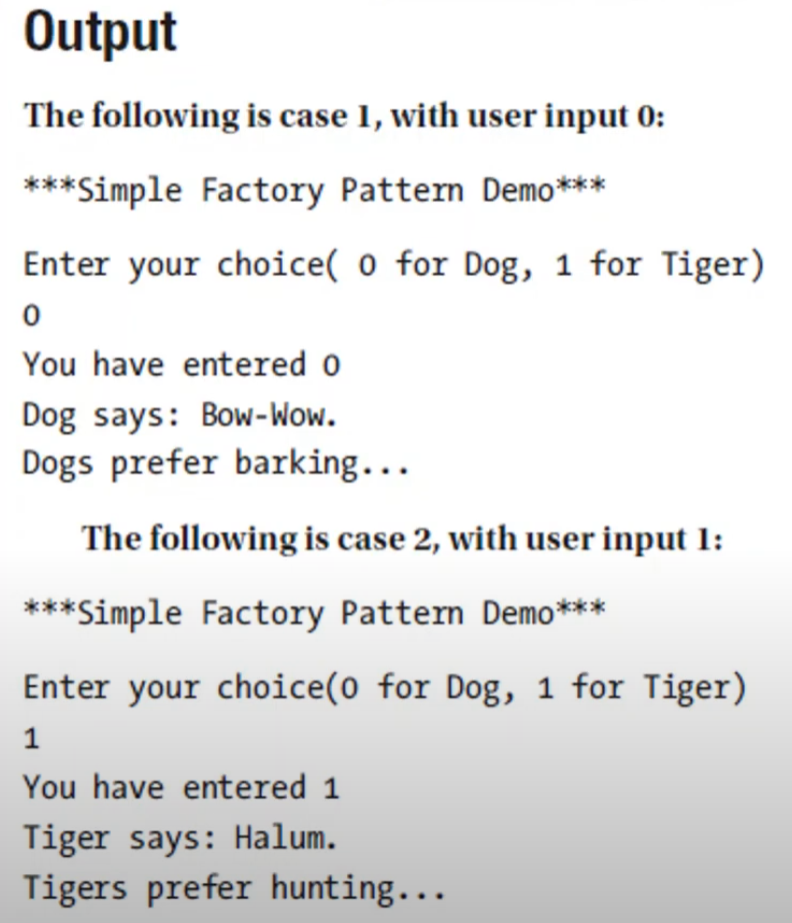 Output
The following is case 1, with user input 0:
***Simple Factory Pattern Demo***
Enter your choice( 0 for Dog, 1 for Tiger)
0
You have entered 0
Dog says: Bow-Wow.
Dogs prefer barking...
The following is case 2, with user input 1:
***Simple Factory Pattern Demo***
Enter your choice(0 for Dog, 1 for Tiger)
1
You have entered 1
Tiger says: Halum.
Tigers prefer hunting...